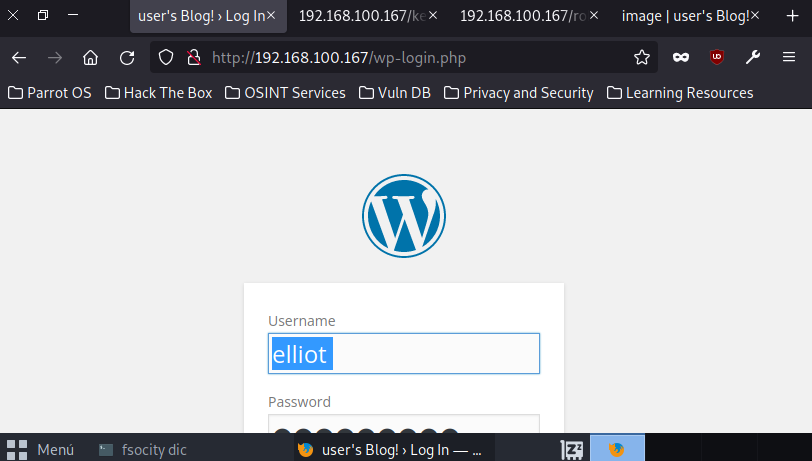 user's Blog! › Log In 192.168.100.167/ke 192.168.100.167/ro image | user's Blog!
http://192.168.100.167/wp-login.php
Parrot OS Hack The Box OSINT Services Vuln DB Privacy and Security Learning Resources
Username
elliot
Password
Menú fsocity dic user's Blog! › Log In — ...